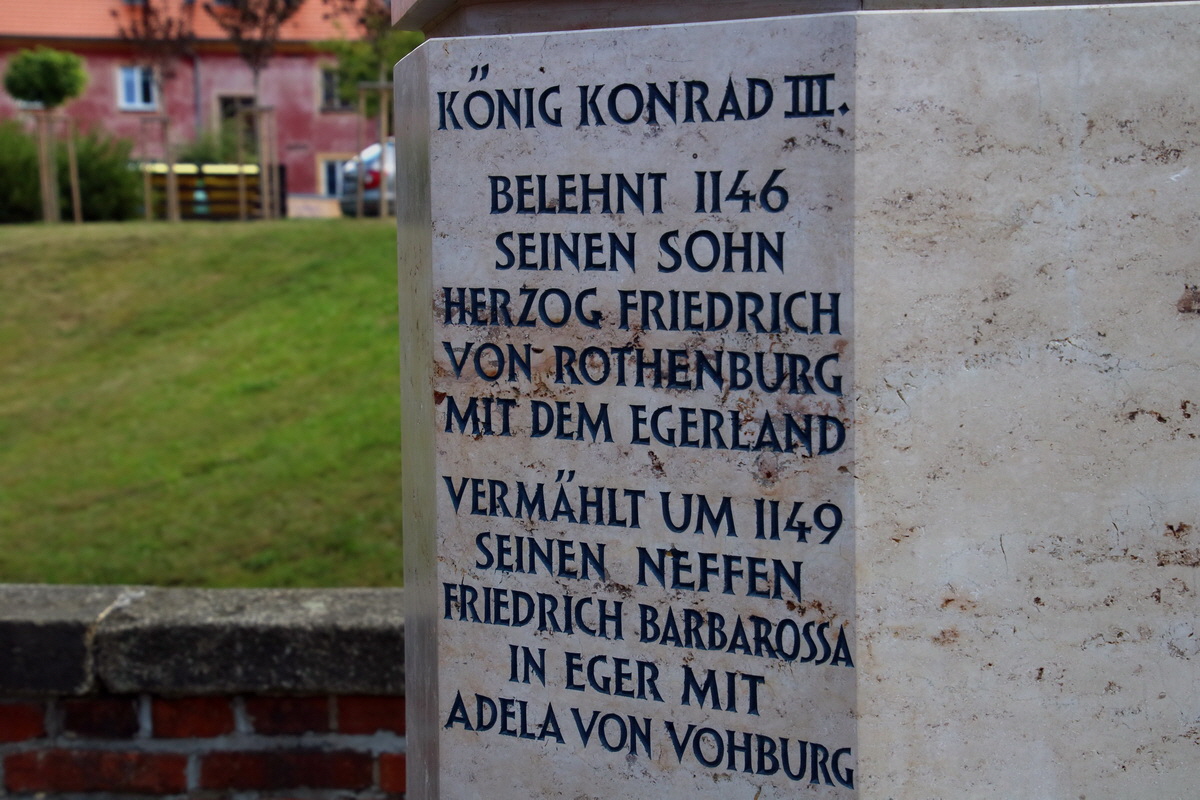 KÖNIG KONRAD III.
BELEHNT 1146
SEINEN SOHN
HERZOG FRIEDRICH
VON ROTHENBURG
MIT DEM EGERLAND
VERMÄHLT UM 1149
SEINEN NEFFEN
FRIEDRICH BARBAROSSA
IN EGER MIT
ADELA VON VOHBURG